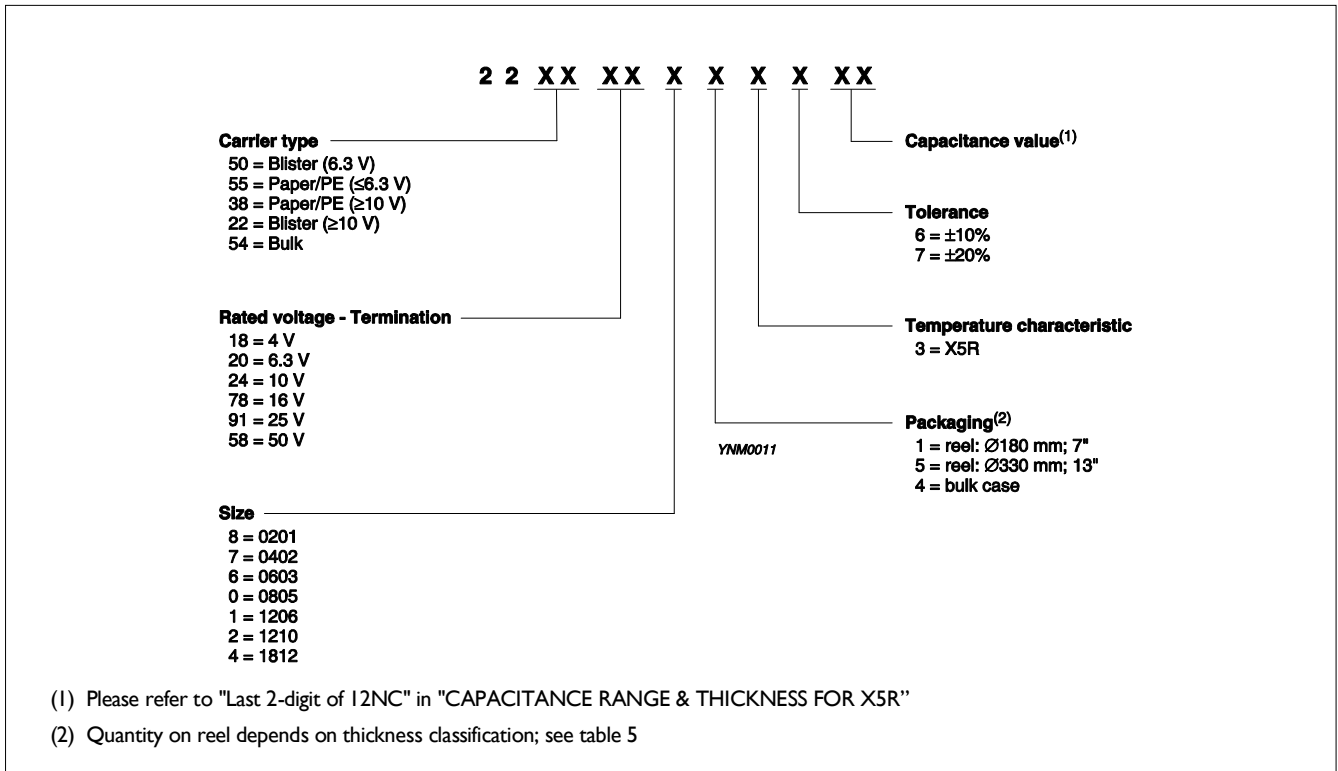 2 2 XX XX X X X X XX
Carrier type
50 = Blister (6.3 V)
55 = Paper/PE (≤6.3 V)
38 = Paper/PE (≥10 V)
22 = Blister (≥10 V)
54 = Bulk
Rated voltage - Termination
18 = 4 V
20 = 6.3 V
24 = 10 V
78 = 16 V
91 = 25 V
58 = 50 V
Size
8 = 0201
7 = 0402
6 = 0603
0 = 0805
1 = 1206
2 = 1210
4 = 1812
Capacitance value(1)
Tolerance
6 = ±10%
7 = ±20%
Temperature characteristic
3 = X5R
Packaging(2)
1 = reel: Ø180 mm; 7"
5 = reel: Ø330 mm; 13"
4 = bulk case
YNM0011
(1) Please refer to "Last 2-digit of 12NC" in "CAPACITANCE RANGE & THICKNESS FOR X5R”
(2) Quantity on reel depends on thickness classification; see table 5